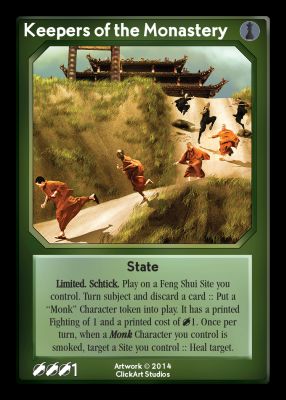 Keepers of the Monastery
State
Limited. Schtick. Play on a Feng Shui Site you
control. Turn subject and discard a card :: Put a
“Monk” Character token into play. It has a printed
Fighting of 1 and a printed cost of 1. Once per
turn, when a Monk Character you control is
smoked, target a Site you control :: Heal target.
1
Artwork © 2014
ClickArt Studios